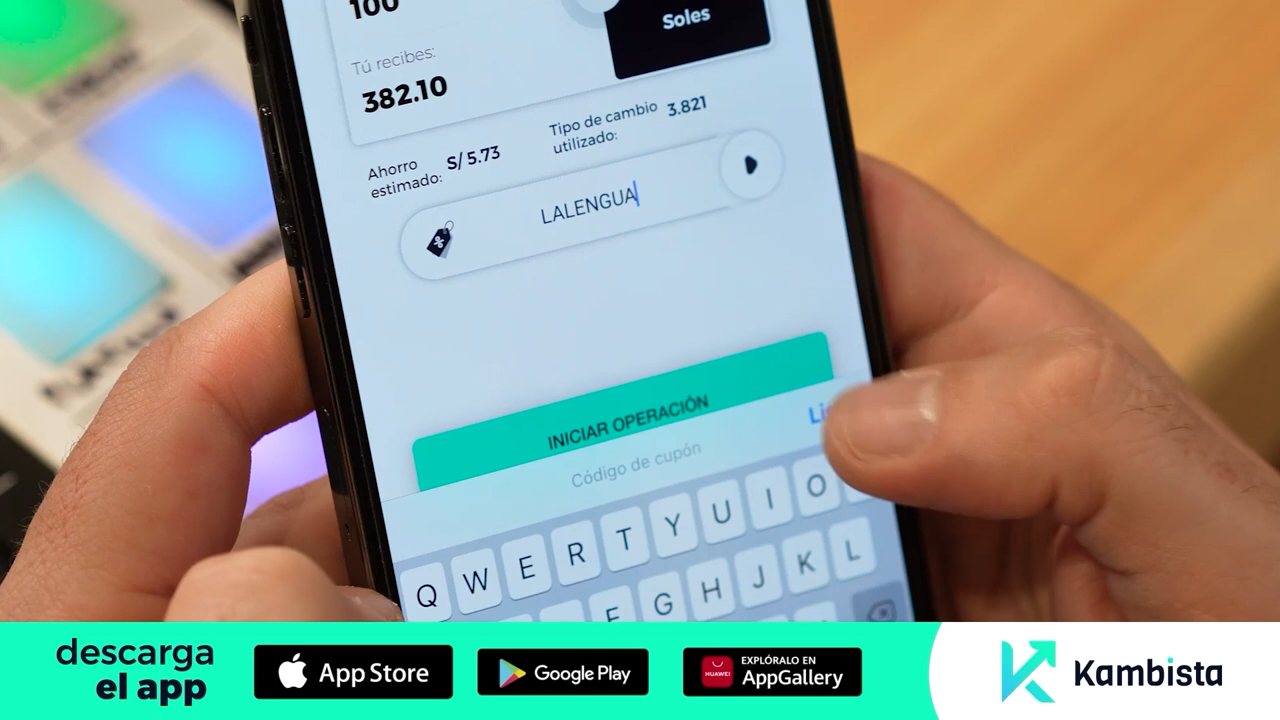 100
Soles
Tú recibes:
382.10
Ahorro
estimado:
S/ 5.73
Tipo de cambio
utilizado:
3.821
%
LALENGUA
INICIAR OPERACIÓN
Código de cupón
Q W E R T Y U I O
F G H J K L
descarga
el app
App Store
Google Play
HUAWEI
EXPLÓRALO EN
AppGallery
Kambista